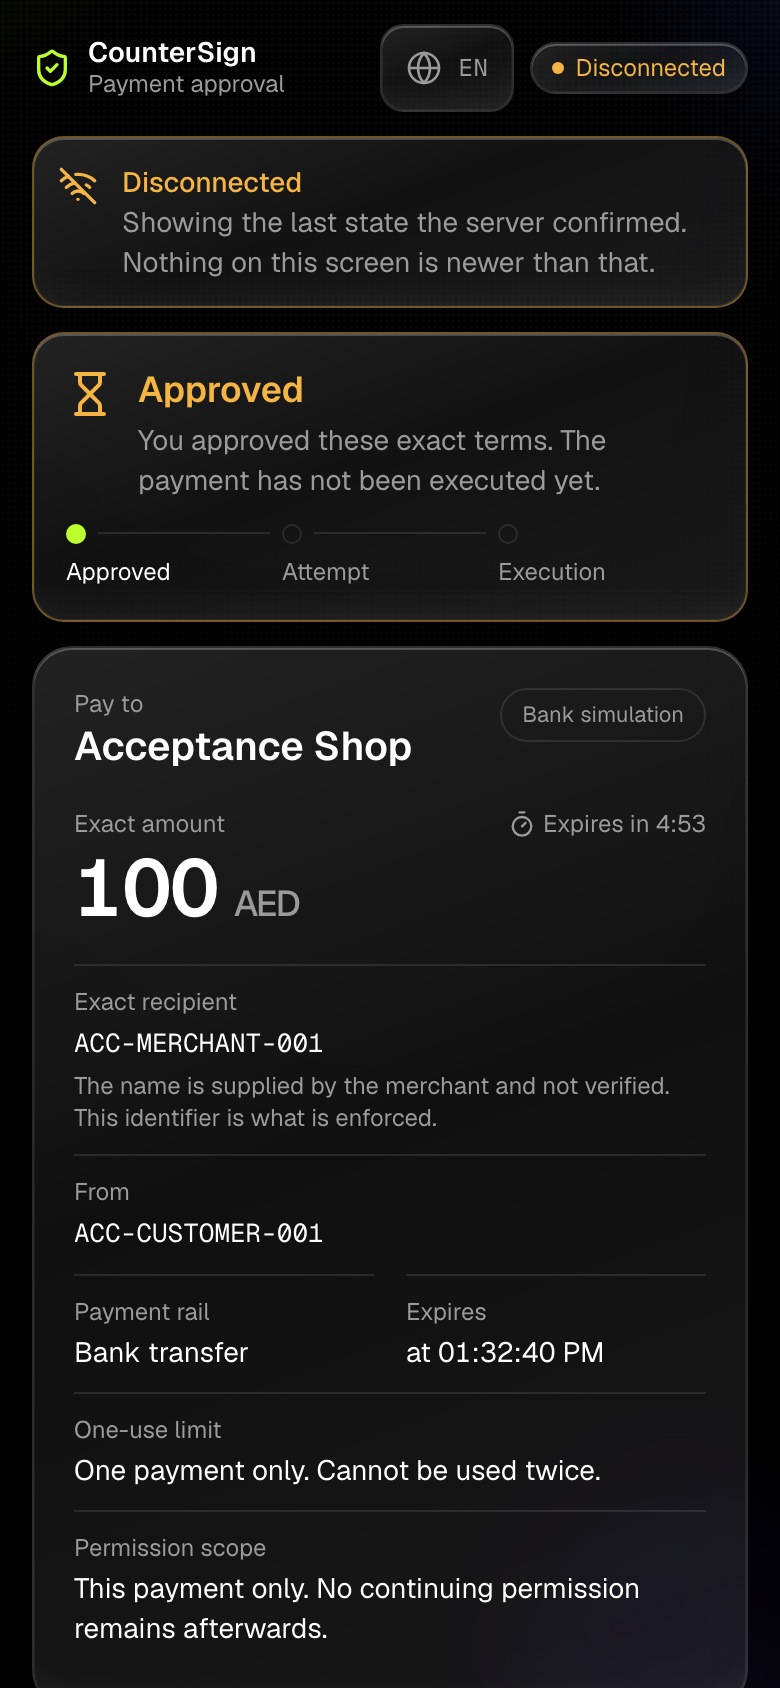 CounterSign
Payment approval
EN
Disconnected
Disconnected
Showing the last state the server confirmed.
Nothing on this screen is newer than that.
Approved
You approved these exact terms. The
payment has not been executed yet.
Approved
Attempt
Execution
Pay to
Bank simulation
Acceptance Shop
Exact amount
Expires in 4:53
100 AED
Exact recipient
ACC-MERCHANT-001
The name is supplied by the merchant and not verified.
This identifier is what is enforced.
From
ACC-CUSTOMER-001
Payment rail
Bank transfer
Expires
at 01:32:40 PM
One-use limit
One payment only. Cannot be used twice.
Permission scope
This payment only. No continuing permission
remains afterwards.